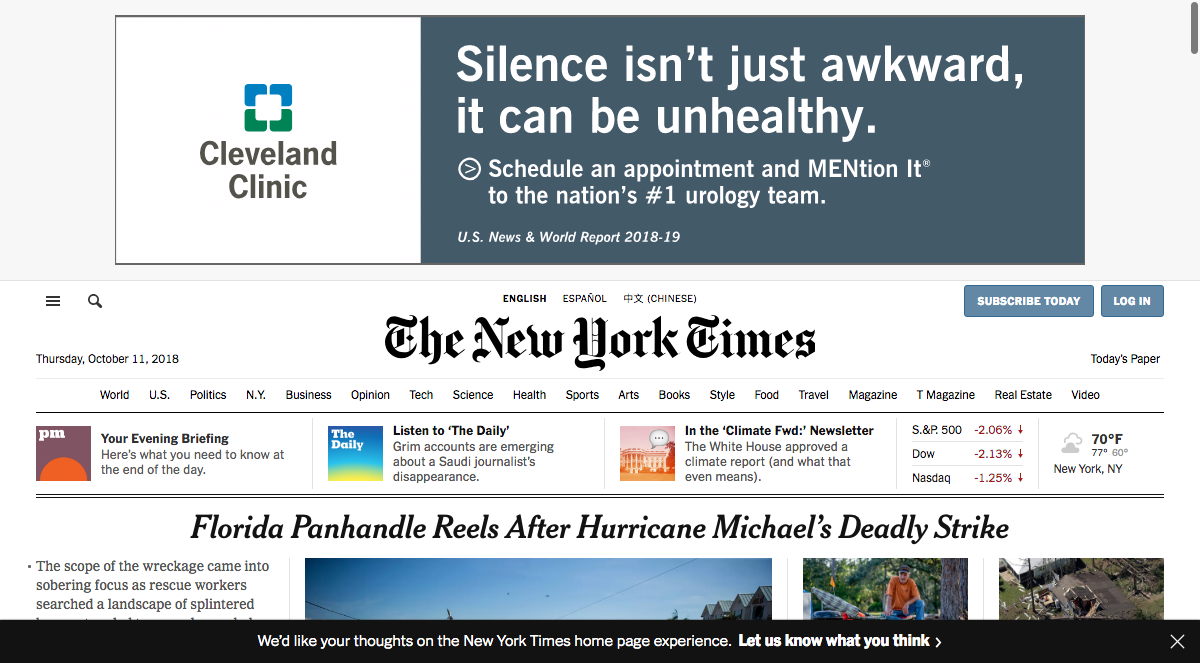 Silence isn't just awkward,
it can be unhealthy.
Cleveland
Clinic
Schedule an appointment and MENtion It®
to the nation's #1 urology team.
U.S. News & World Report 2018-19
ENGLISH ESPAÑOL 中文 (CHINESE)
SUBSCRIBE TODAY LOG IN
The New York Times
Thursday, October 11, 2018
Today's Paper
World U.S. Politics N.Y. Business Opinion Tech Science Health Sports Arts Books Style Food Travel Magazine T Magazine Real Estate Video
pm
Your Evening Briefing
Here's what you need to know at
the end of the day.
The
Daily
Listen to 'The Daily'
Grim accounts are emerging
about a Saudi journalist's
disappearance.
In the 'Climate Fwd:' Newsletter
The White House approved a
climate report (and what that
even means).
S.&P. 500 -2.06% ↓
Dow -2.13% ↓
Nasdaq -1.25% ↓
70°F
77° 60°
New York, NY
Florida Panhandle Reels After Hurricane Michael's Deadly Strike
• The scope of the wreckage came into
sobering focus as rescue workers
searched a landscape of splintered
We'd like your thoughts on the New York Times home page experience. Let us know what you think ›